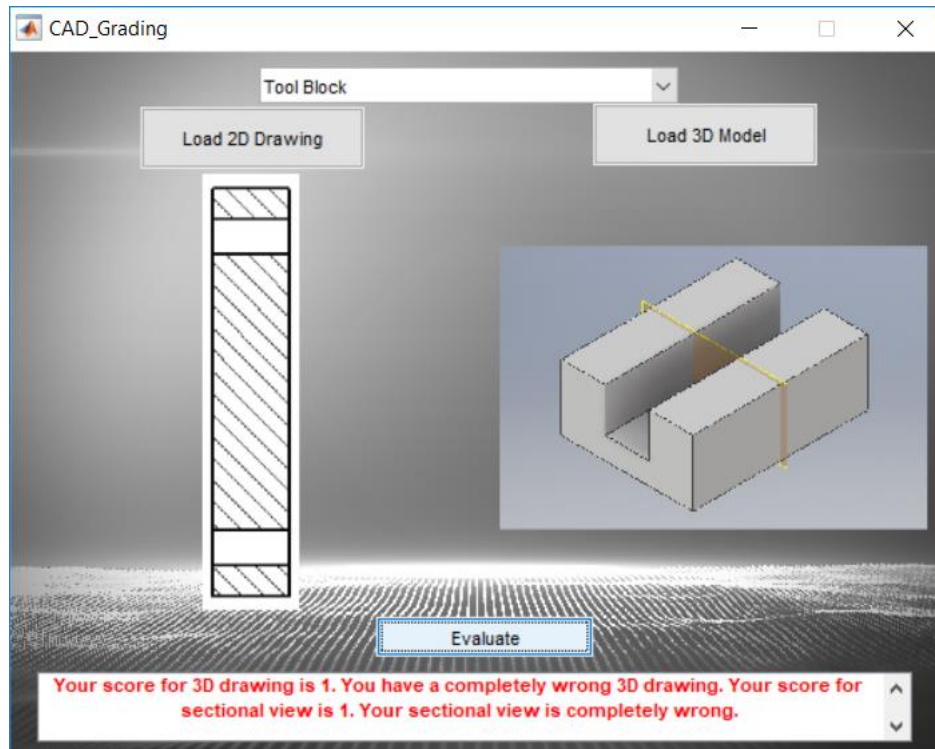 CAD_Grading
Tool Block
Load 2D Drawing
Load 3D Model
Evaluate
Your score for 3D drawing is 1. You have a completely wrong 3D drawing. Your score for
sectional view is 1. Your sectional view is completely wrong.